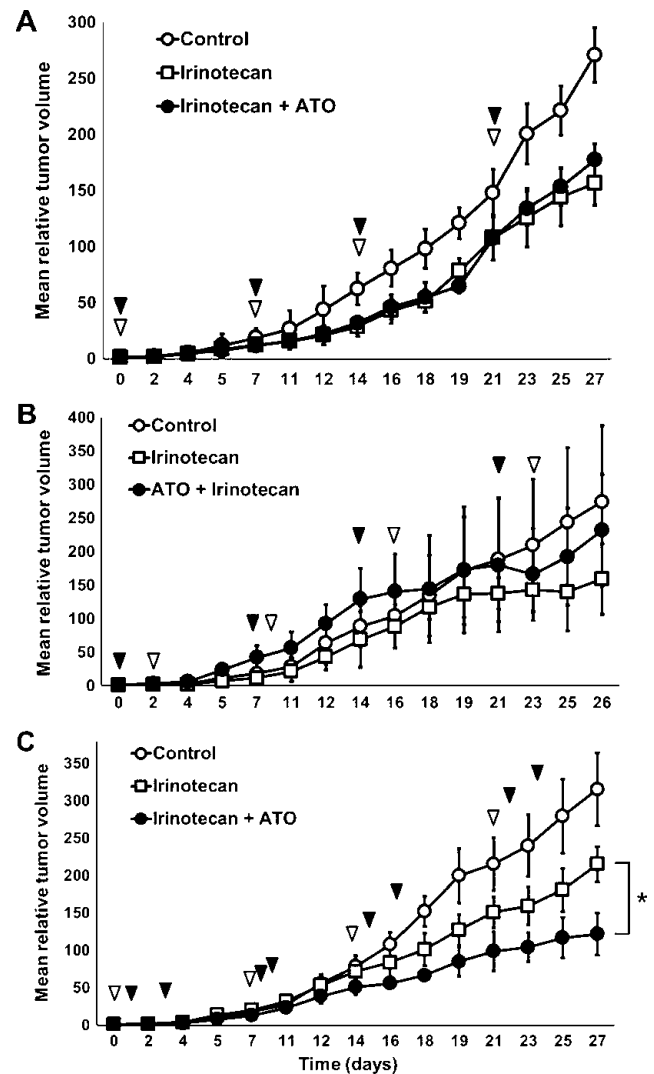 A
Mean relative tumor volume
300
250
200
150
100
50
0
Control
Irinotecan
Irinotecan + ATO
0 2 4 5 7 11 12 14 16 18 19 21 23 25 27
B
Mean relative tumor volume
400
350
300
250
200
150
100
50
0
Control
Irinotecan
ATO + Irinotecan
0 2 4 5 7 11 12 14 16 18 19 21 23 25 26
C
Mean relative tumor volume
350
300
250
200
150
100
50
0
Control
Irinotecan
Irinotecan + ATO
*
0 2 4 5 7 11 12 14 16 18 19 21 23 25 27
Time (days)